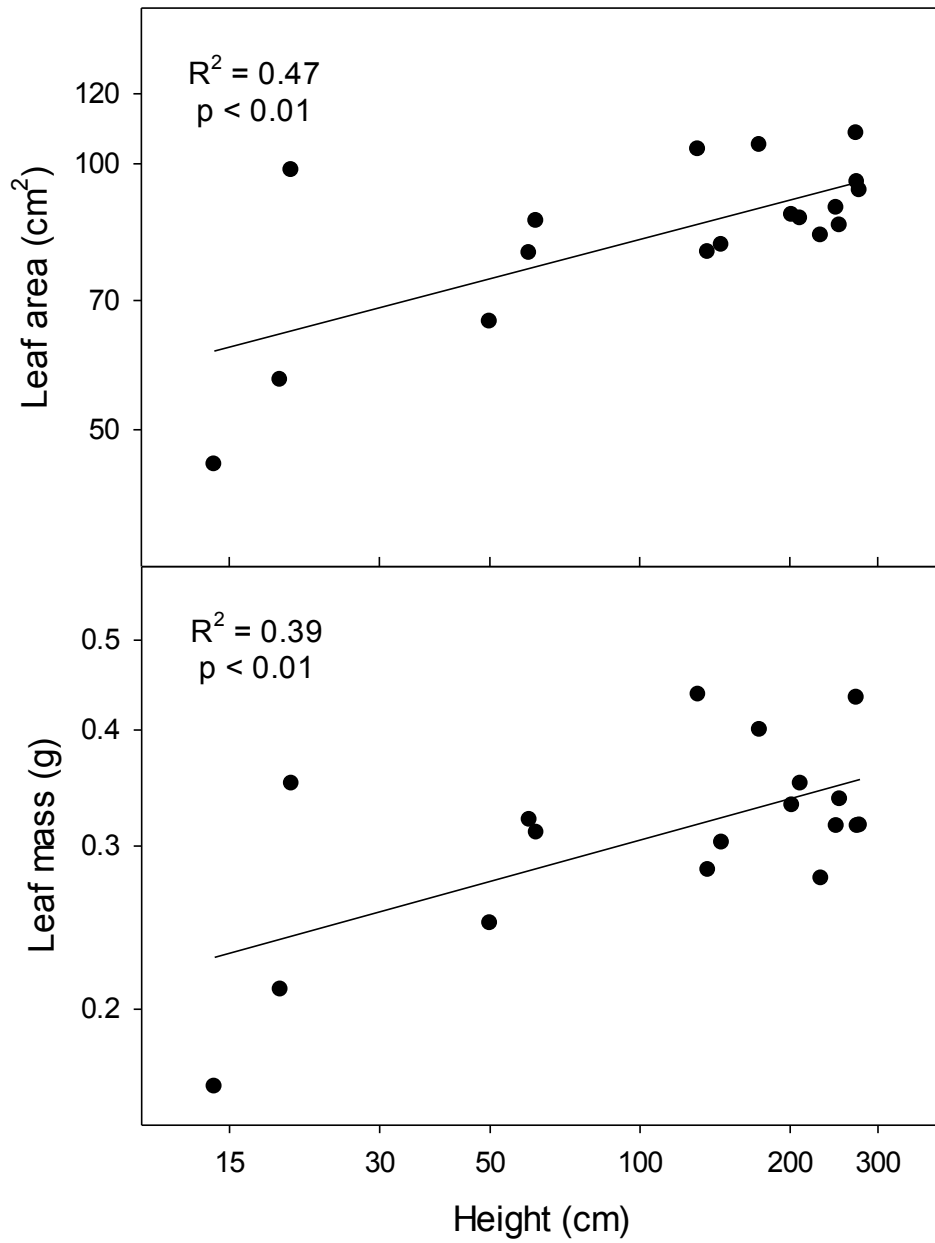 R² = 0.47
p < 0.01
120
100
70
50
Leaf area (cm²)
R² = 0.39
p < 0.01
0.5
0.4
0.3
0.2
Leaf mass (g)
15 30 50 100 200 300
Height (cm)